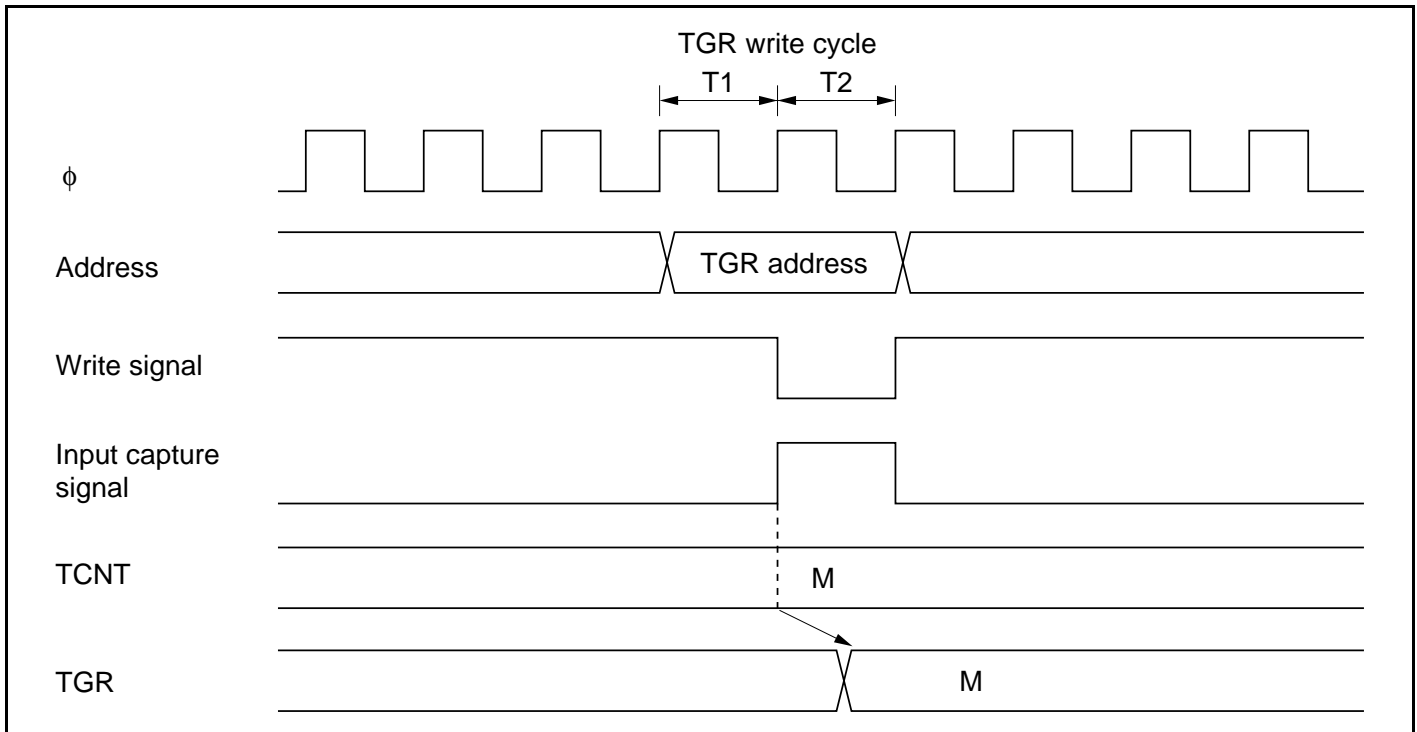 TGR write cycle
T1 T2
ϕ
Address
TGR address
Write signal
Input capture
signal
TCNT
M
TGR
M